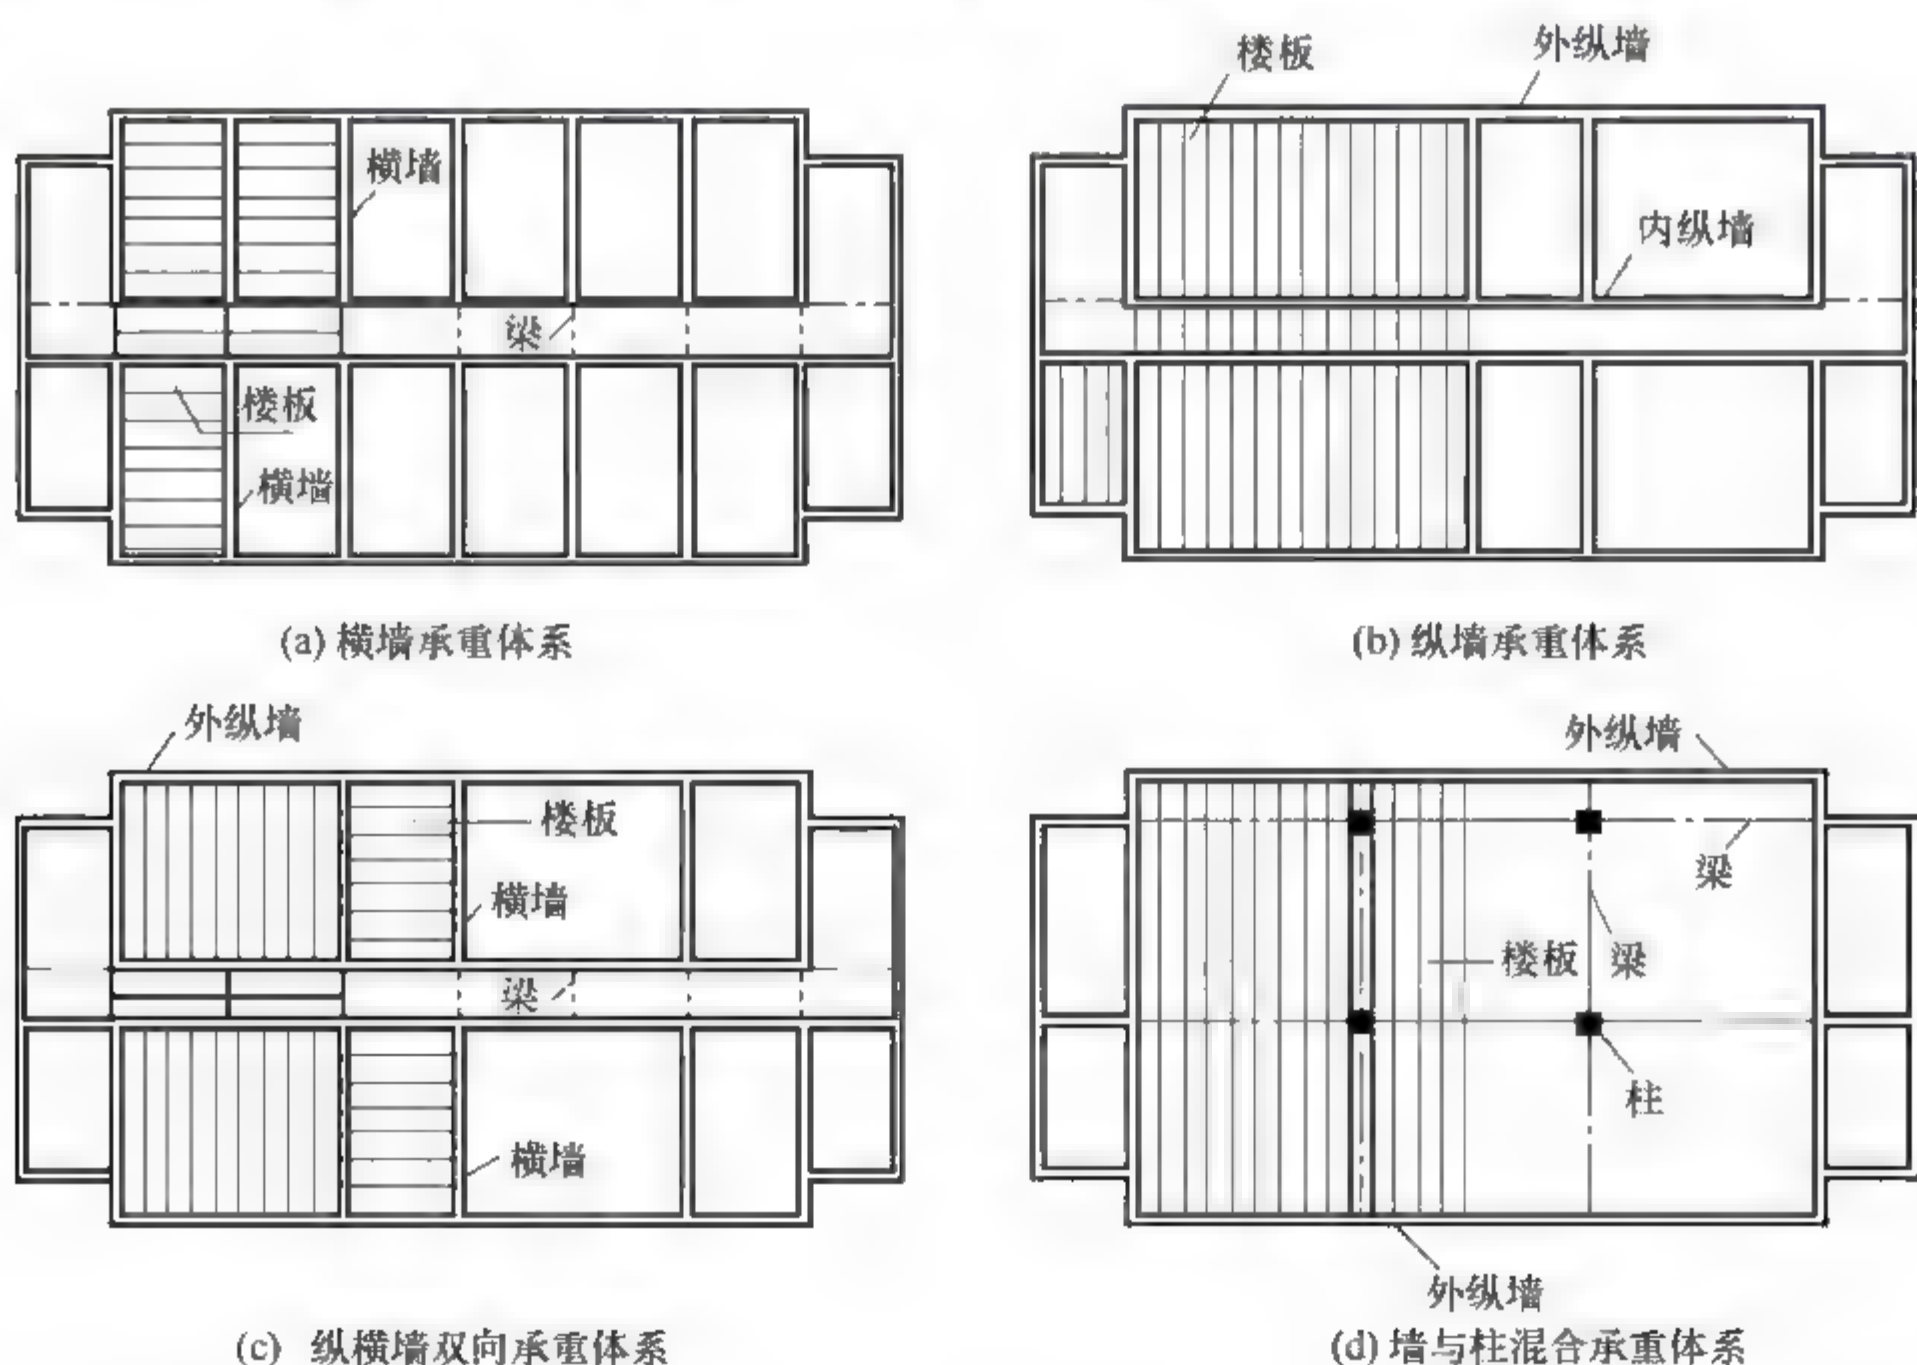 横墙
梁
楼板
横墙
(a) 横墙承重体系
楼板
外纵墙
内纵墙
(b) 纵墙承重体系
外纵墙
楼板
横墙
梁
横墙
(c) 纵横墙双向承重体系
外纵墙
梁
楼板
梁
柱
外纵墙
(d) 墙与柱混合承重体系